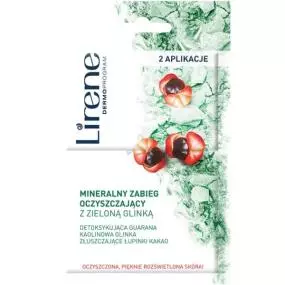 2 APLIKACJE
Lirene
DERMOPROGRAM
MINERALNY ZABIEG
OCZYSZCZAJĄCY
Z ZIELONĄ GLINKĄ
DETOKSYKUJĄCA GUARANA
KAOLINOWA GLINKA
ZŁUSZCZAJĄCE ŁUPINKI KAKAO
OCZYSZCZONA, PIĘKNIE ROZŚWIETLONA SKÓRA!